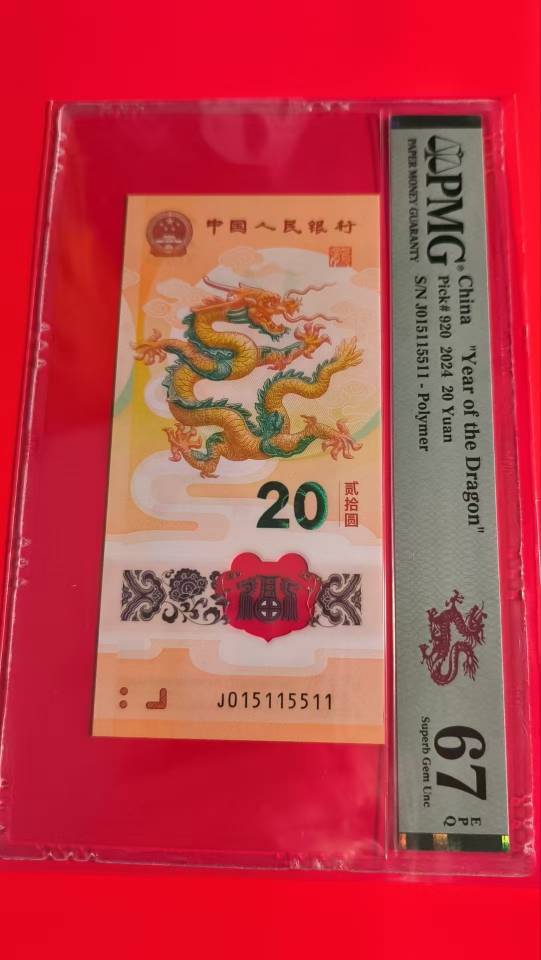 中国人民银行
20
贰拾圆
J015115511
PMG®
PAPER MONEY GUARANTY
China "Year of the Dragon"
Pick# 920 2024 20 Yuan
S/N J015115511 - Polymer
67 EPQ
Superb Gem Unc